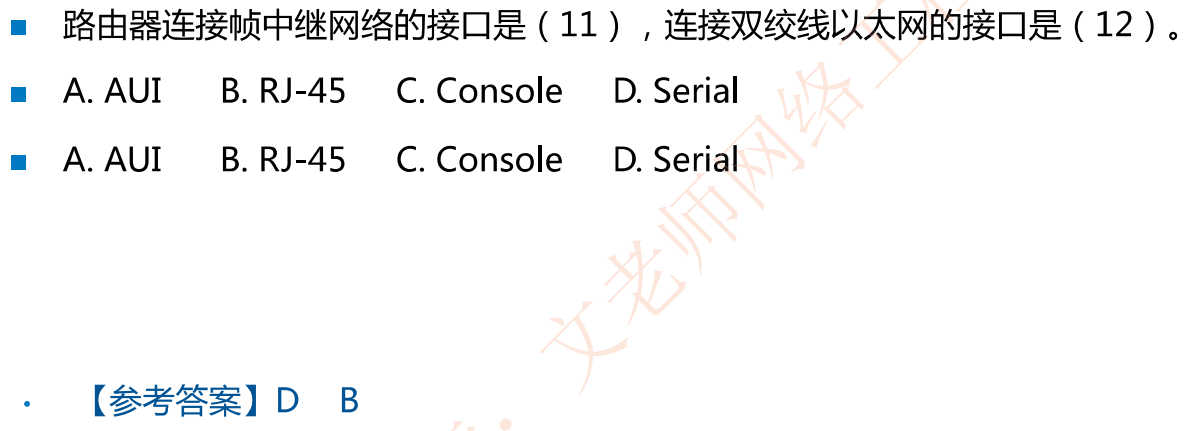 路由器连接帧中继网络的接口是（11），连接双绞线以太网的接口是（12）。
A. AUI B. RJ-45 C. Console D. Serial
A. AUI B. RJ-45 C. Console D. Serial
文老师网络工
【参考答案】D B